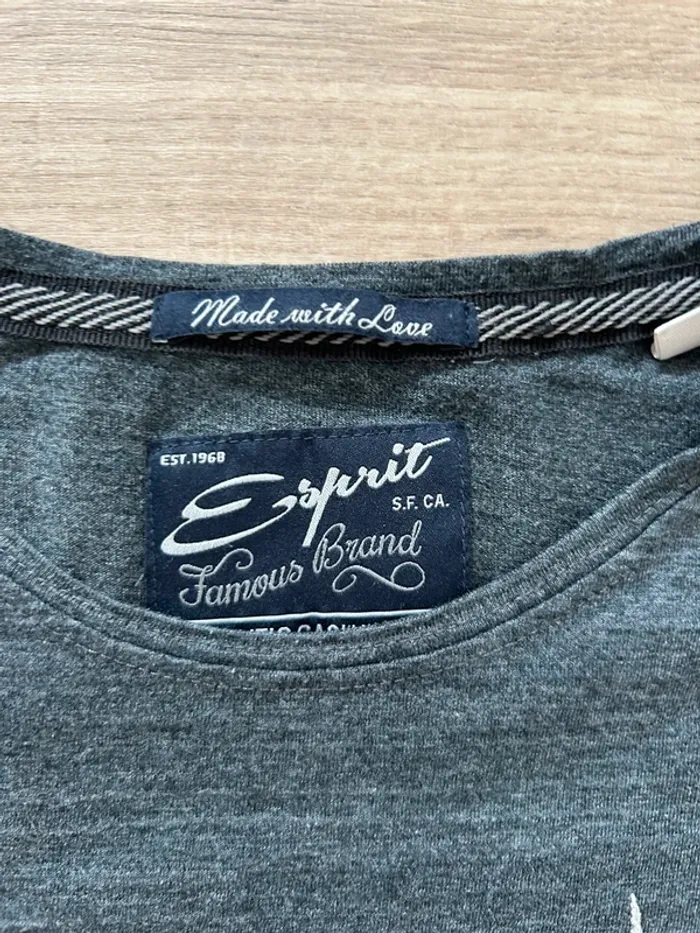 Made with Love
EST.1968
Esprit
S.F. CA.
Famous Brand